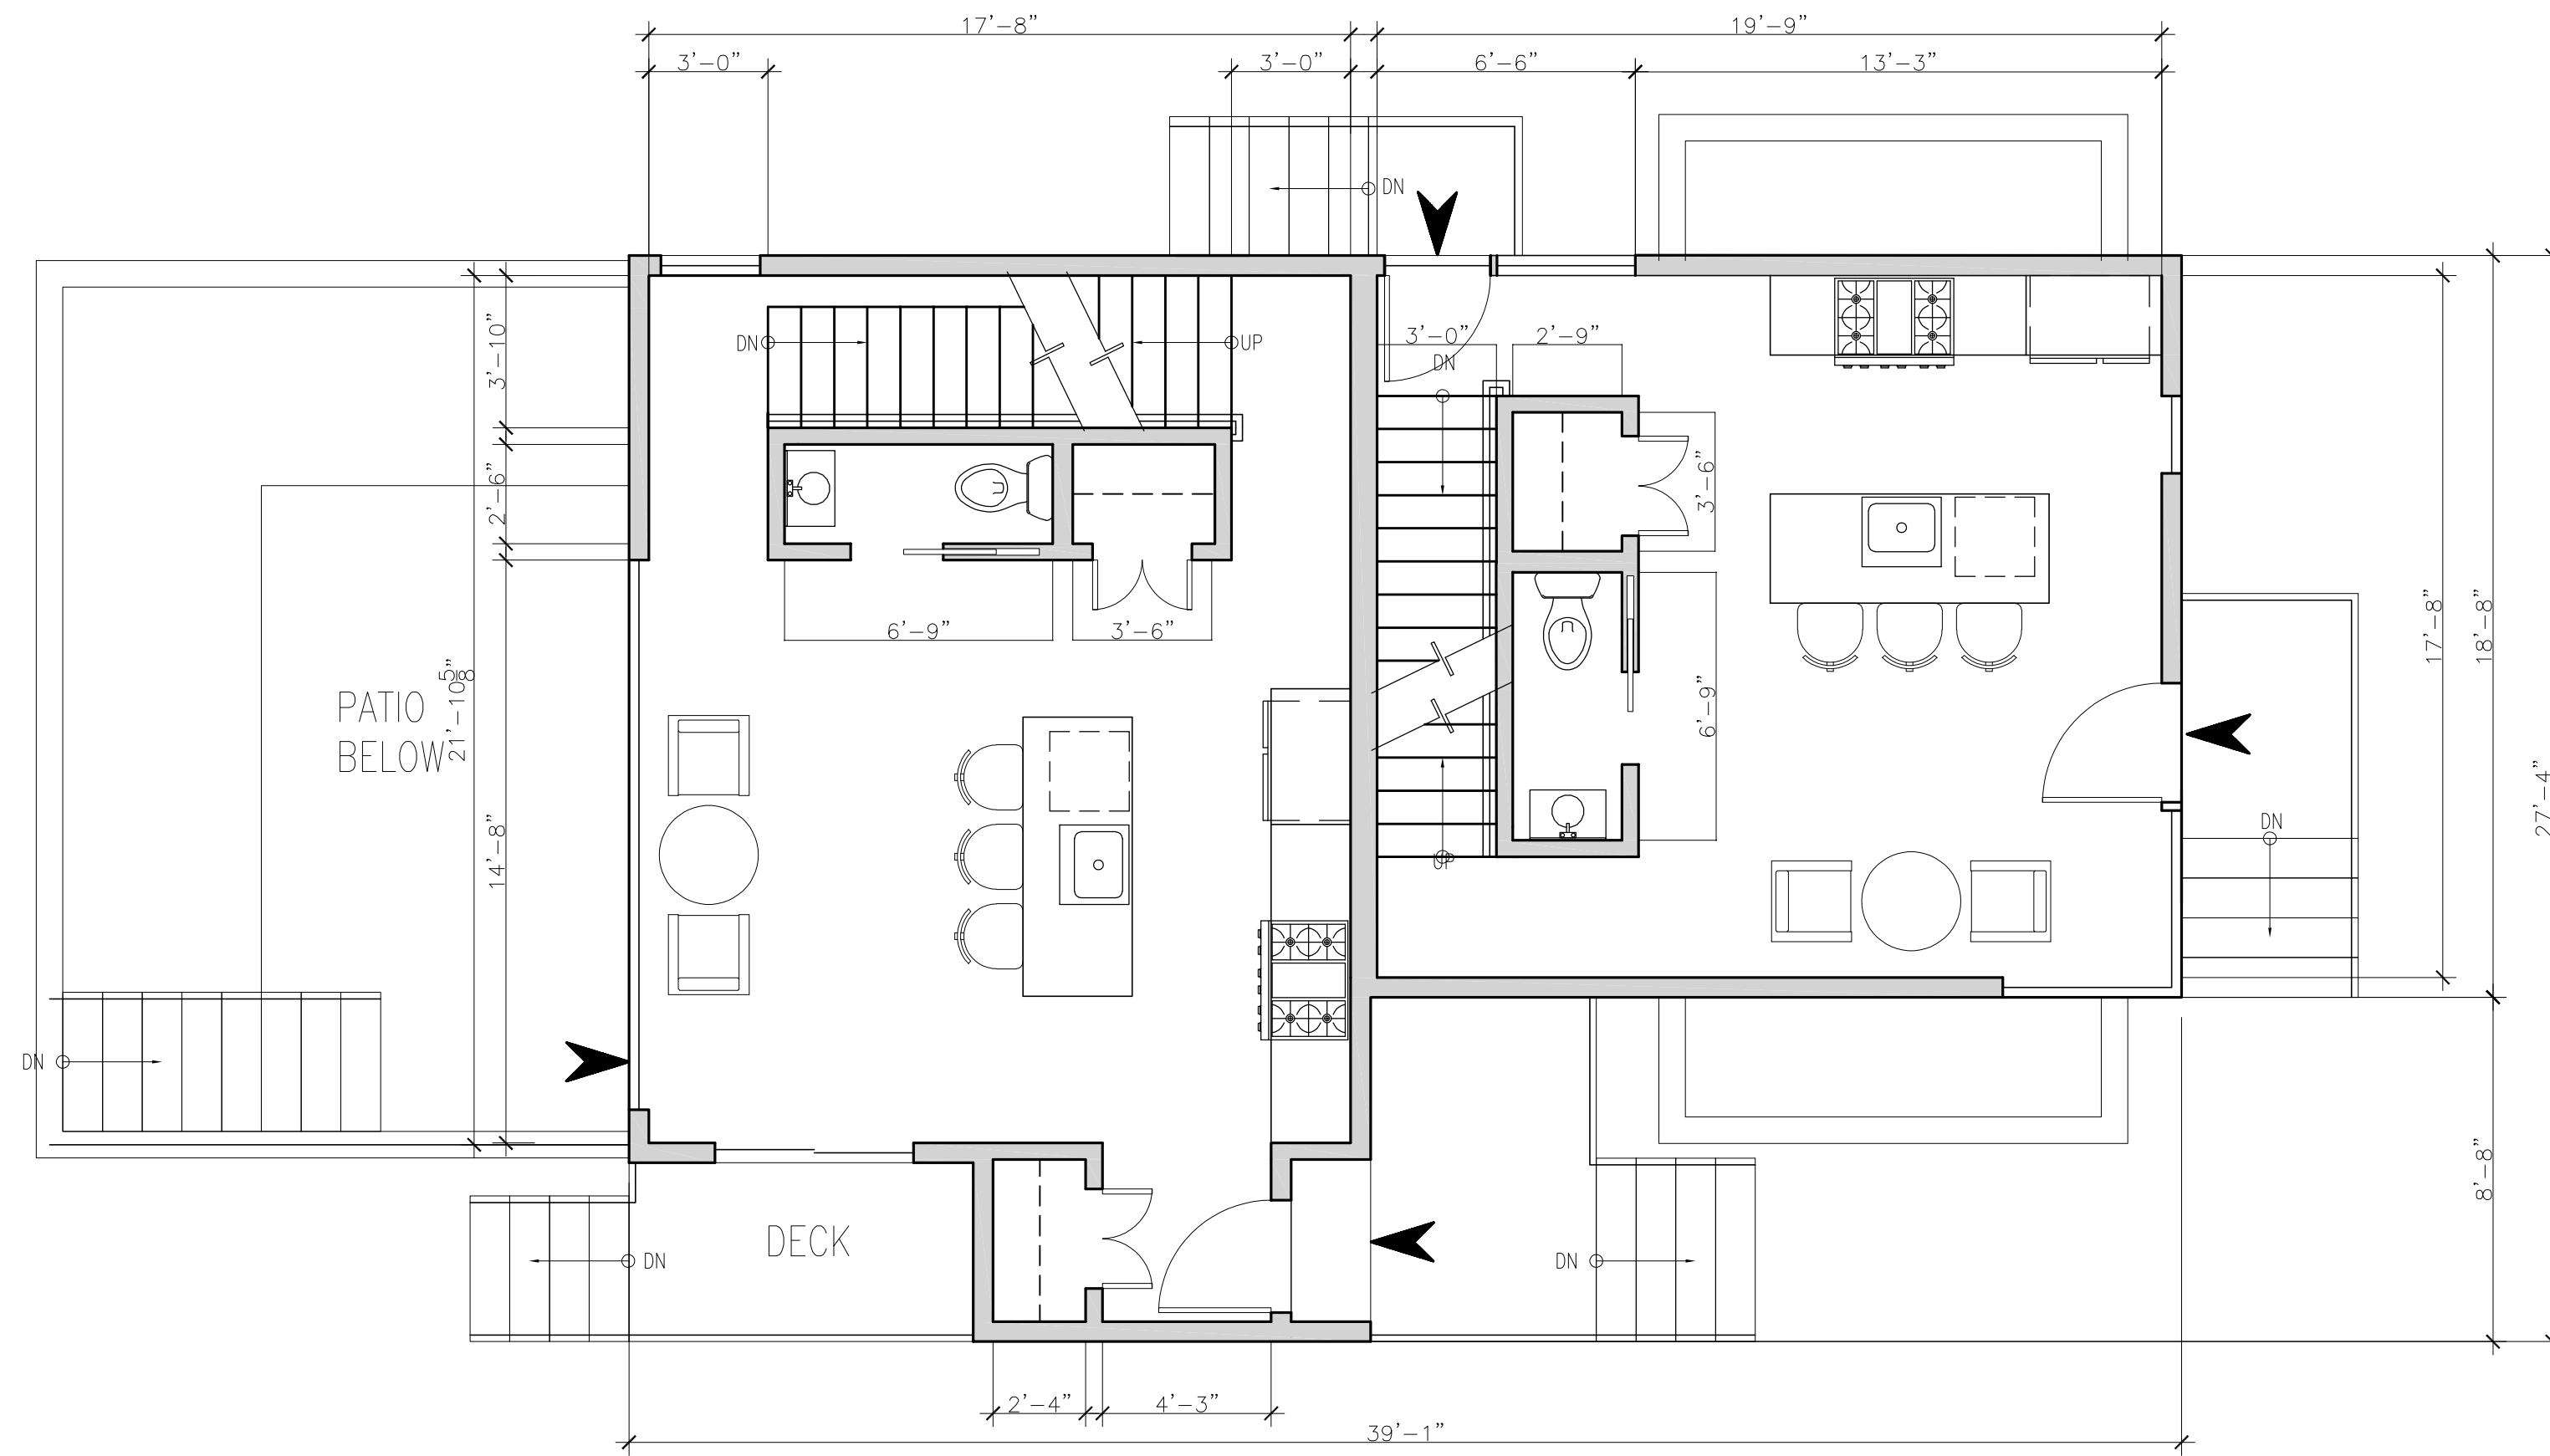 17'-8"
19'-9"
3'-0"
3'-0"
6'-6"
13'-3"
DN
3'-10"
DN
UP
3'-0"
2'-9"
DN
2'-6"
3'-6"
6'-9"
3'-6"
17'-8"
18'-8"
PATIO
BELOW
21'-10 5/8"
6'-9"
27'-4"
14'-8"
UP
DN
DN
8'-8"
DECK
DN
DN
2'-4"
4'-3"
39'-1"